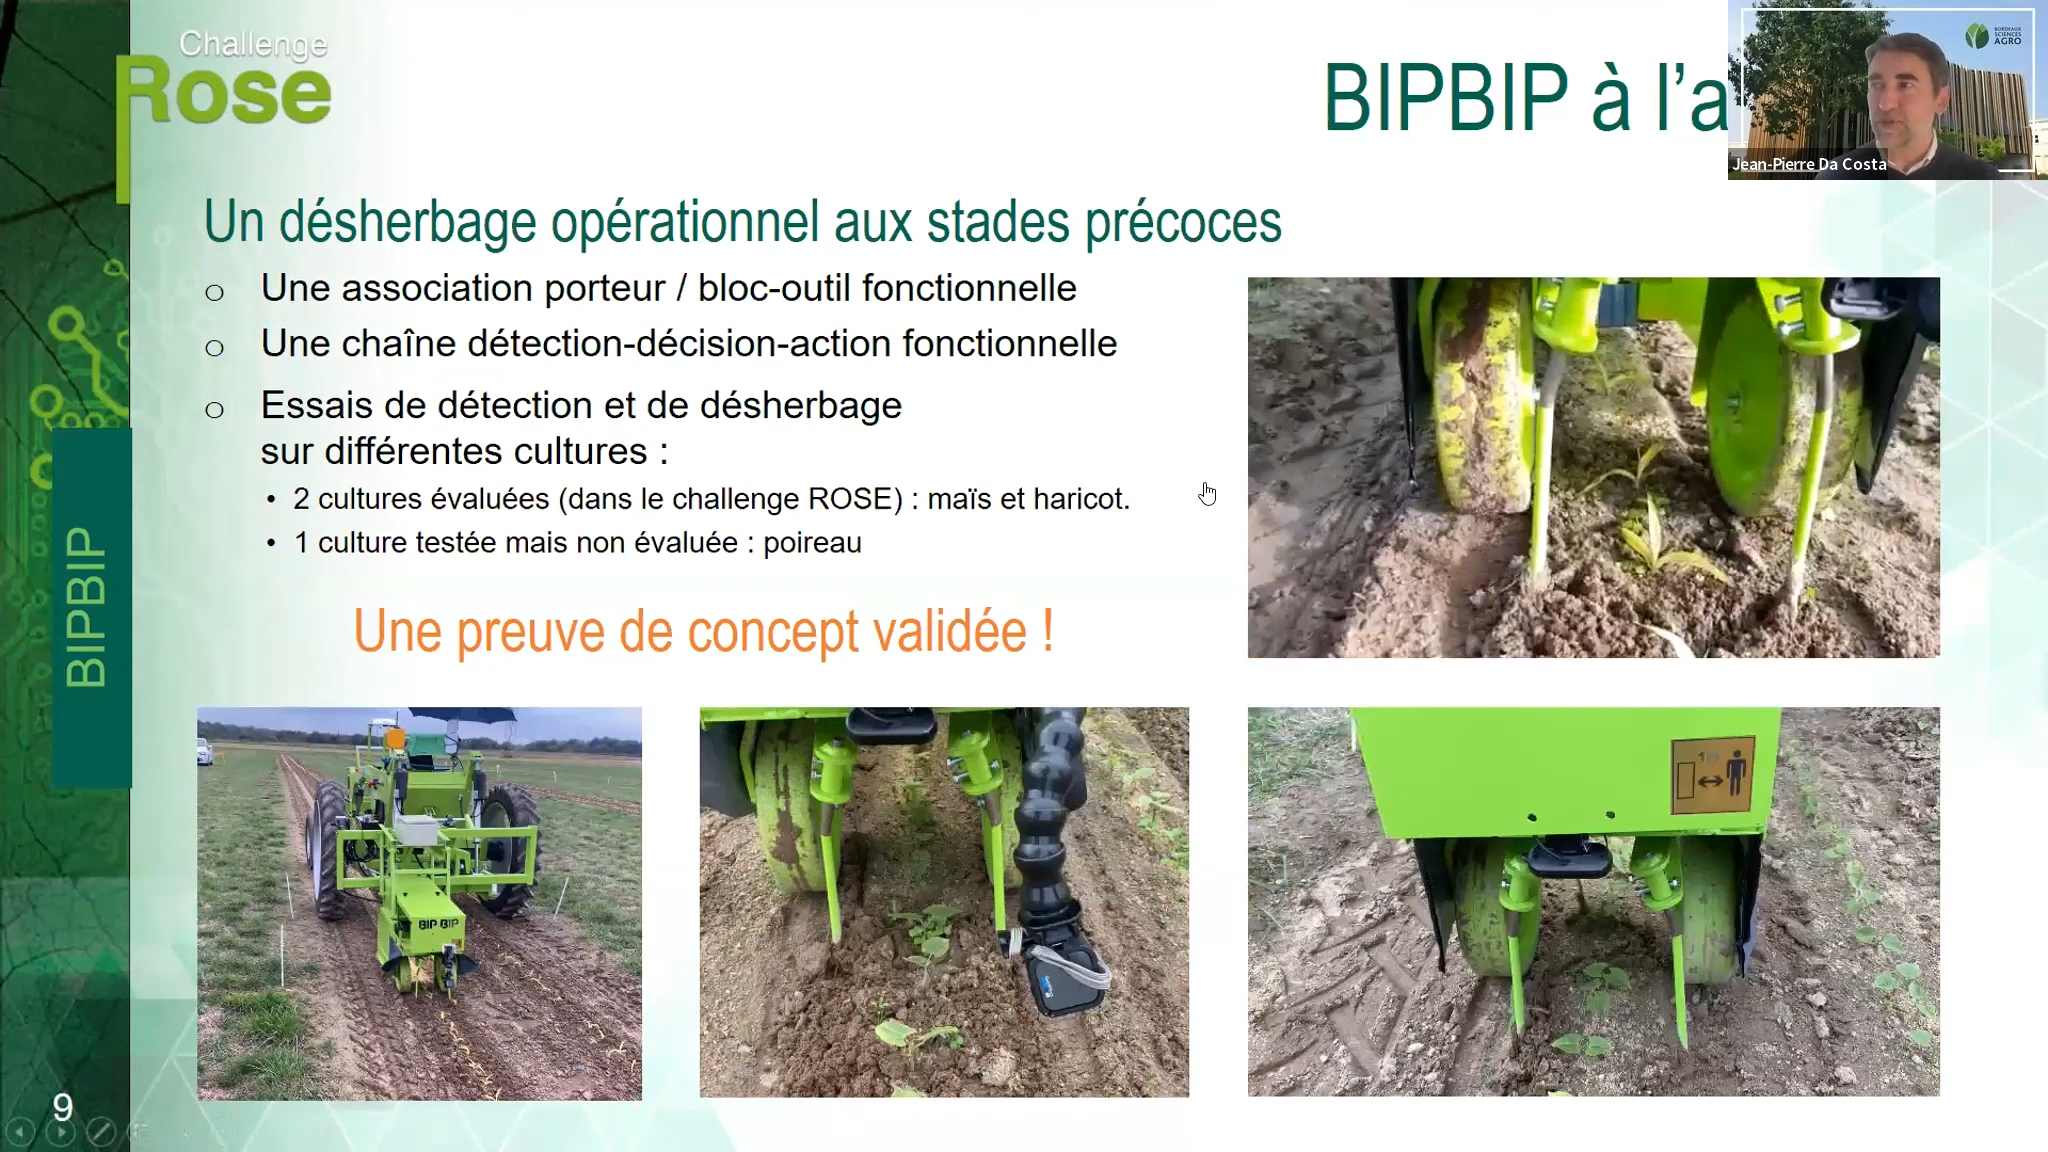 Challenge
Rose
BIPBIP à l'a
BORDEAUX
SCIENCES
AGRO
Jean-Pierre Da Costa
Un désherbage opérationnel aux stades précoces
o Une association porteur / bloc-outil fonctionnelle
o Une chaîne détection-décision-action fonctionnelle
o Essais de détection et de désherbage
sur différentes cultures :
• 2 cultures évaluées (dans le challenge ROSE) : maïs et haricot.
• 1 culture testée mais non évaluée : poireau
Une preuve de concept validée !
BIPBIP
BIP BIP
9